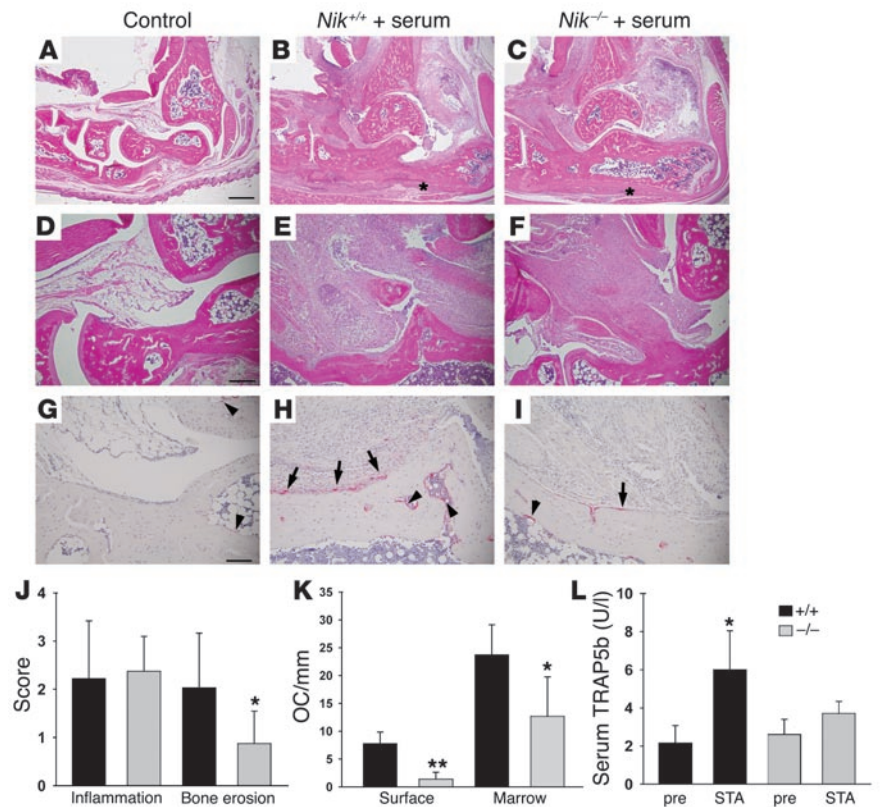 Control
Nik+/+ + serum
Nik–/– + serum
A
B
C
*
*
D
E
F
G
H
I
J
Score
4
3
2
1
0
*
Inflammation
Bone erosion
K
OC/mm
35
30
25
20
15
10
5
0
**
*
Surface
Marrow
L
Serum TRAP5b (U/l)
10
8
6
4
2
0
*
+/+
–/–
pre
STA
pre
STA